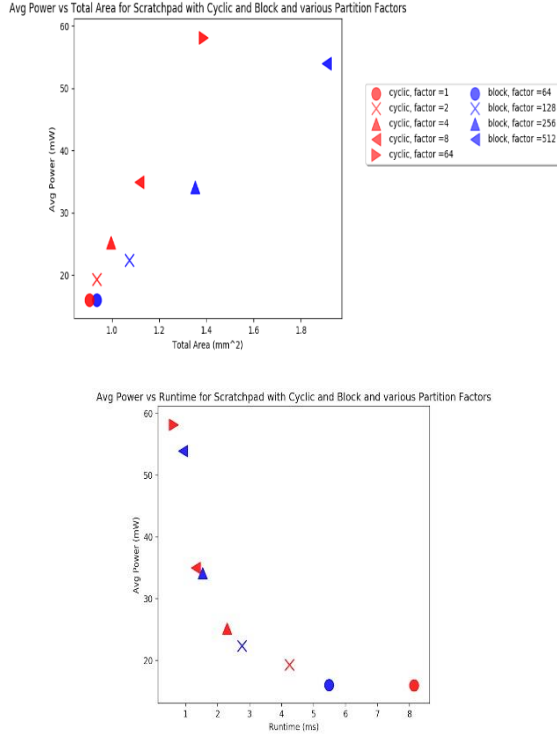 Avg Power vs Total Area for Scratchpad with Cyclic and Block and various Partition Factors
60
50
40
30
20
Avg Power (mW)
1.0 1.2 1.4 1.6 1.8
Total Area (mm^2)
cyclic, factor =1 block, factor =64
cyclic, factor =2 block, factor =128
cyclic, factor =4 block, factor =256
cyclic, factor =8 block, factor =512
cyclic, factor =64
Avg Power vs Runtime for Scratchpad with Cyclic and Block and various Partition Factors
60
50
40
30
20
Avg Power (mW)
1 2 3 4 5 6 7 8
Runtime (ms)